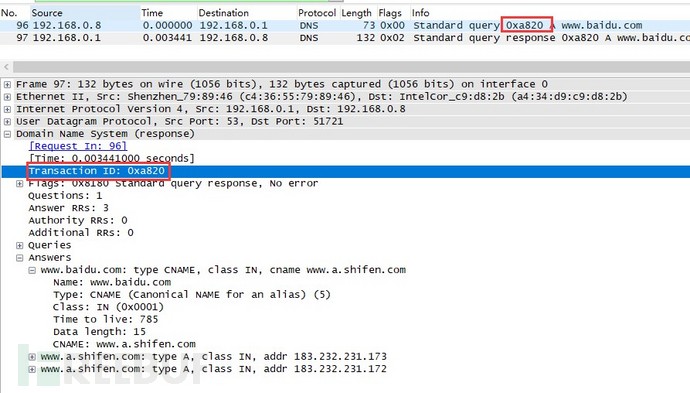 No. Source Time Destination Protocol Length Flags Info
96 192.168.0.8 0.000000 192.168.0.1 DNS 73 0x00 Standard query 0xa820 A www.baidu.com
97 192.168.0.1 0.003441 192.168.0.8 DNS 132 0x02 Standard query response 0xa820 A www.baidu.co
Frame 97: 132 bytes on wire (1056 bits), 132 bytes captured (1056 bits) on interface 0
Ethernet II, Src: Shenzhen_79:89:46 (c4:36:55:79:89:46), Dst: IntelCor_c9:d8:2b (a4:34:d9:c9:d8:2b)
Internet Protocol Version 4, Src: 192.168.0.1, Dst: 192.168.0.8
User Datagram Protocol, Src Port: 53, Dst Port: 51721
Domain Name System (response)
[Request In: 96]
[Time: 0.003441000 seconds]
Transaction ID: 0xa820
Flags: 0x8180 Standard query response, No error
Questions: 1
Answer RRs: 3
Authority RRs: 0
Additional RRs: 0
Queries
Answers
www.baidu.com: type CNAME, class IN, cname www.a.shifen.com
Name: www.baidu.com
Type: CNAME (Canonical NAME for an alias) (5)
Class: IN (0x0001)
Time to live: 785
Data length: 15
CNAME: www.a.shifen.com
www.a.shifen.com: type A, class IN, addr 183.232.231.173
www.a.shifen.com: type A, class IN, addr 183.232.231.172